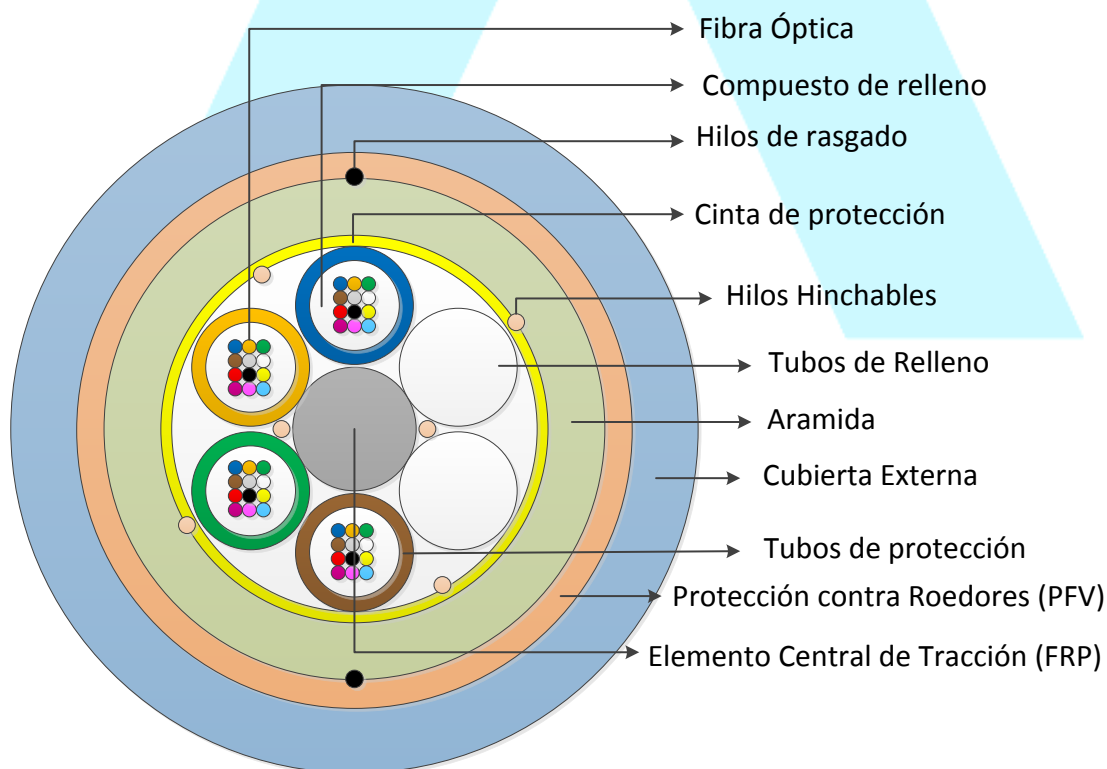 Fibra Óptica
Compuesto de relleno
Hilos de rasgado
Cinta de protección
Hilos Hinchables
Tubos de Relleno
Aramida
Cubierta Externa
Tubos de protección
Protección contra Roedores (PFV)
Elemento Central de Tracción (FRP)